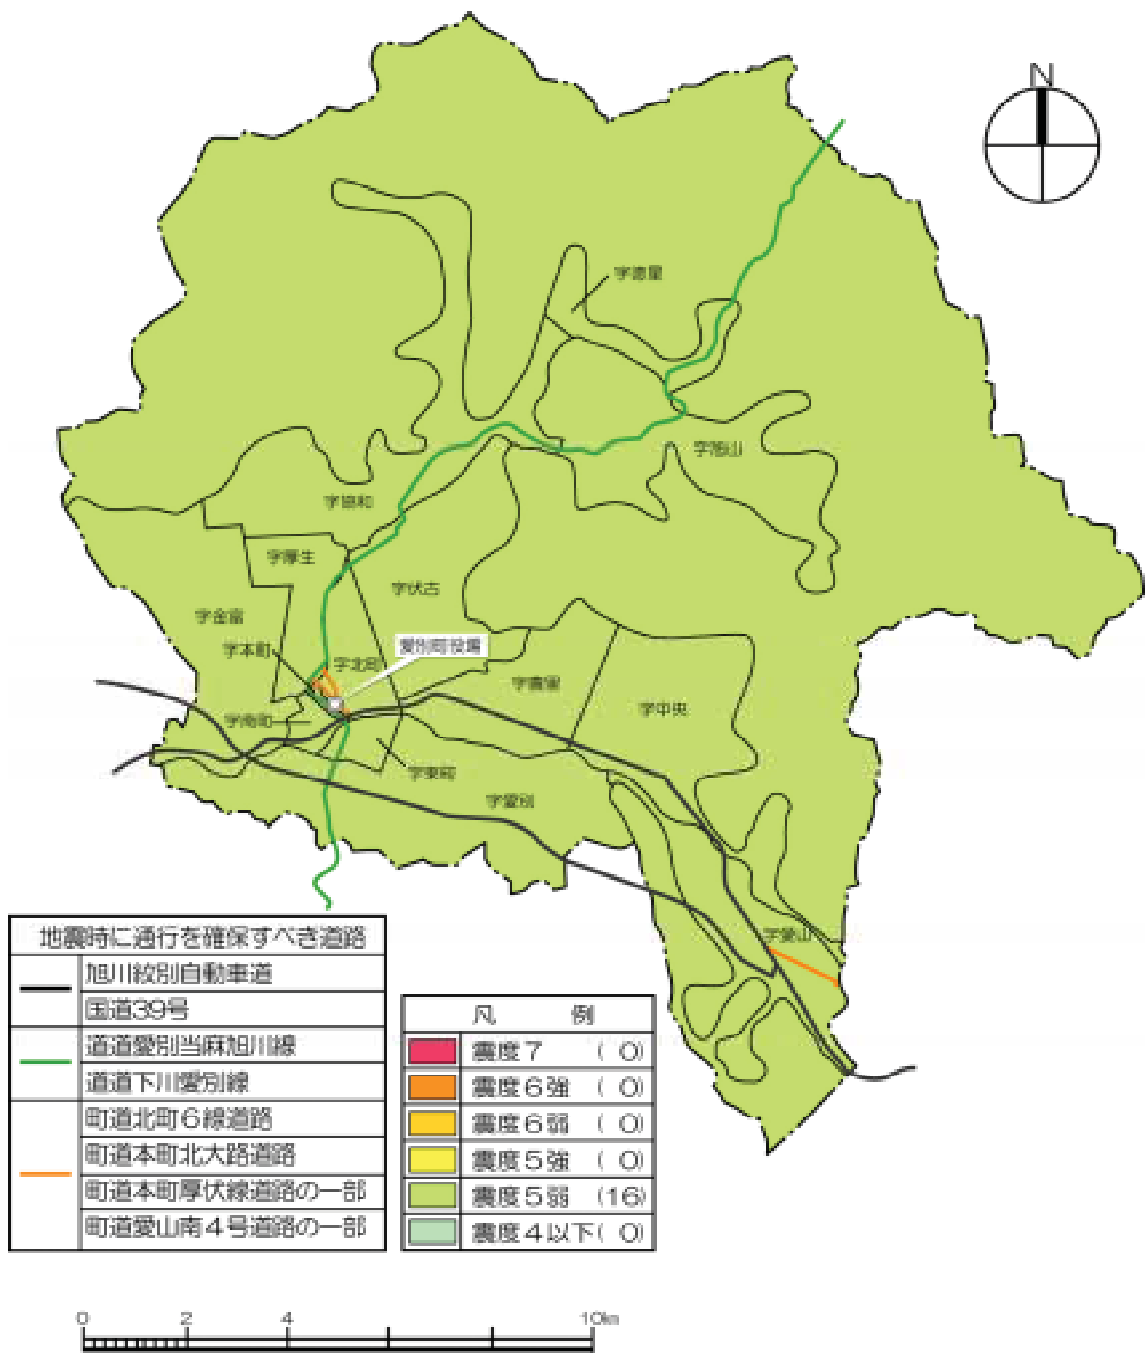 N
字徳星
字旭山
字協和
字厚生
字伏古
字金富
字本町
字北町
愛別町役場
字豊里
字中央
字南町
字東町
字愛別
字愛山
地震時に通行を確保すべき道路
旭川紋別自動車道
国道39号
道道愛別当麻旭川線
道道下川愛別線
町道北町6線道路
町道本町北大路道路
町道本町厚伏線道路の一部
町道愛山南4号道路の一部
凡 例
震度7 ( 0)
震度6強 ( 0)
震度6弱 ( 0)
震度5強 ( 0)
震度5弱 (16)
震度4以下( 0)
0 2 4 10km